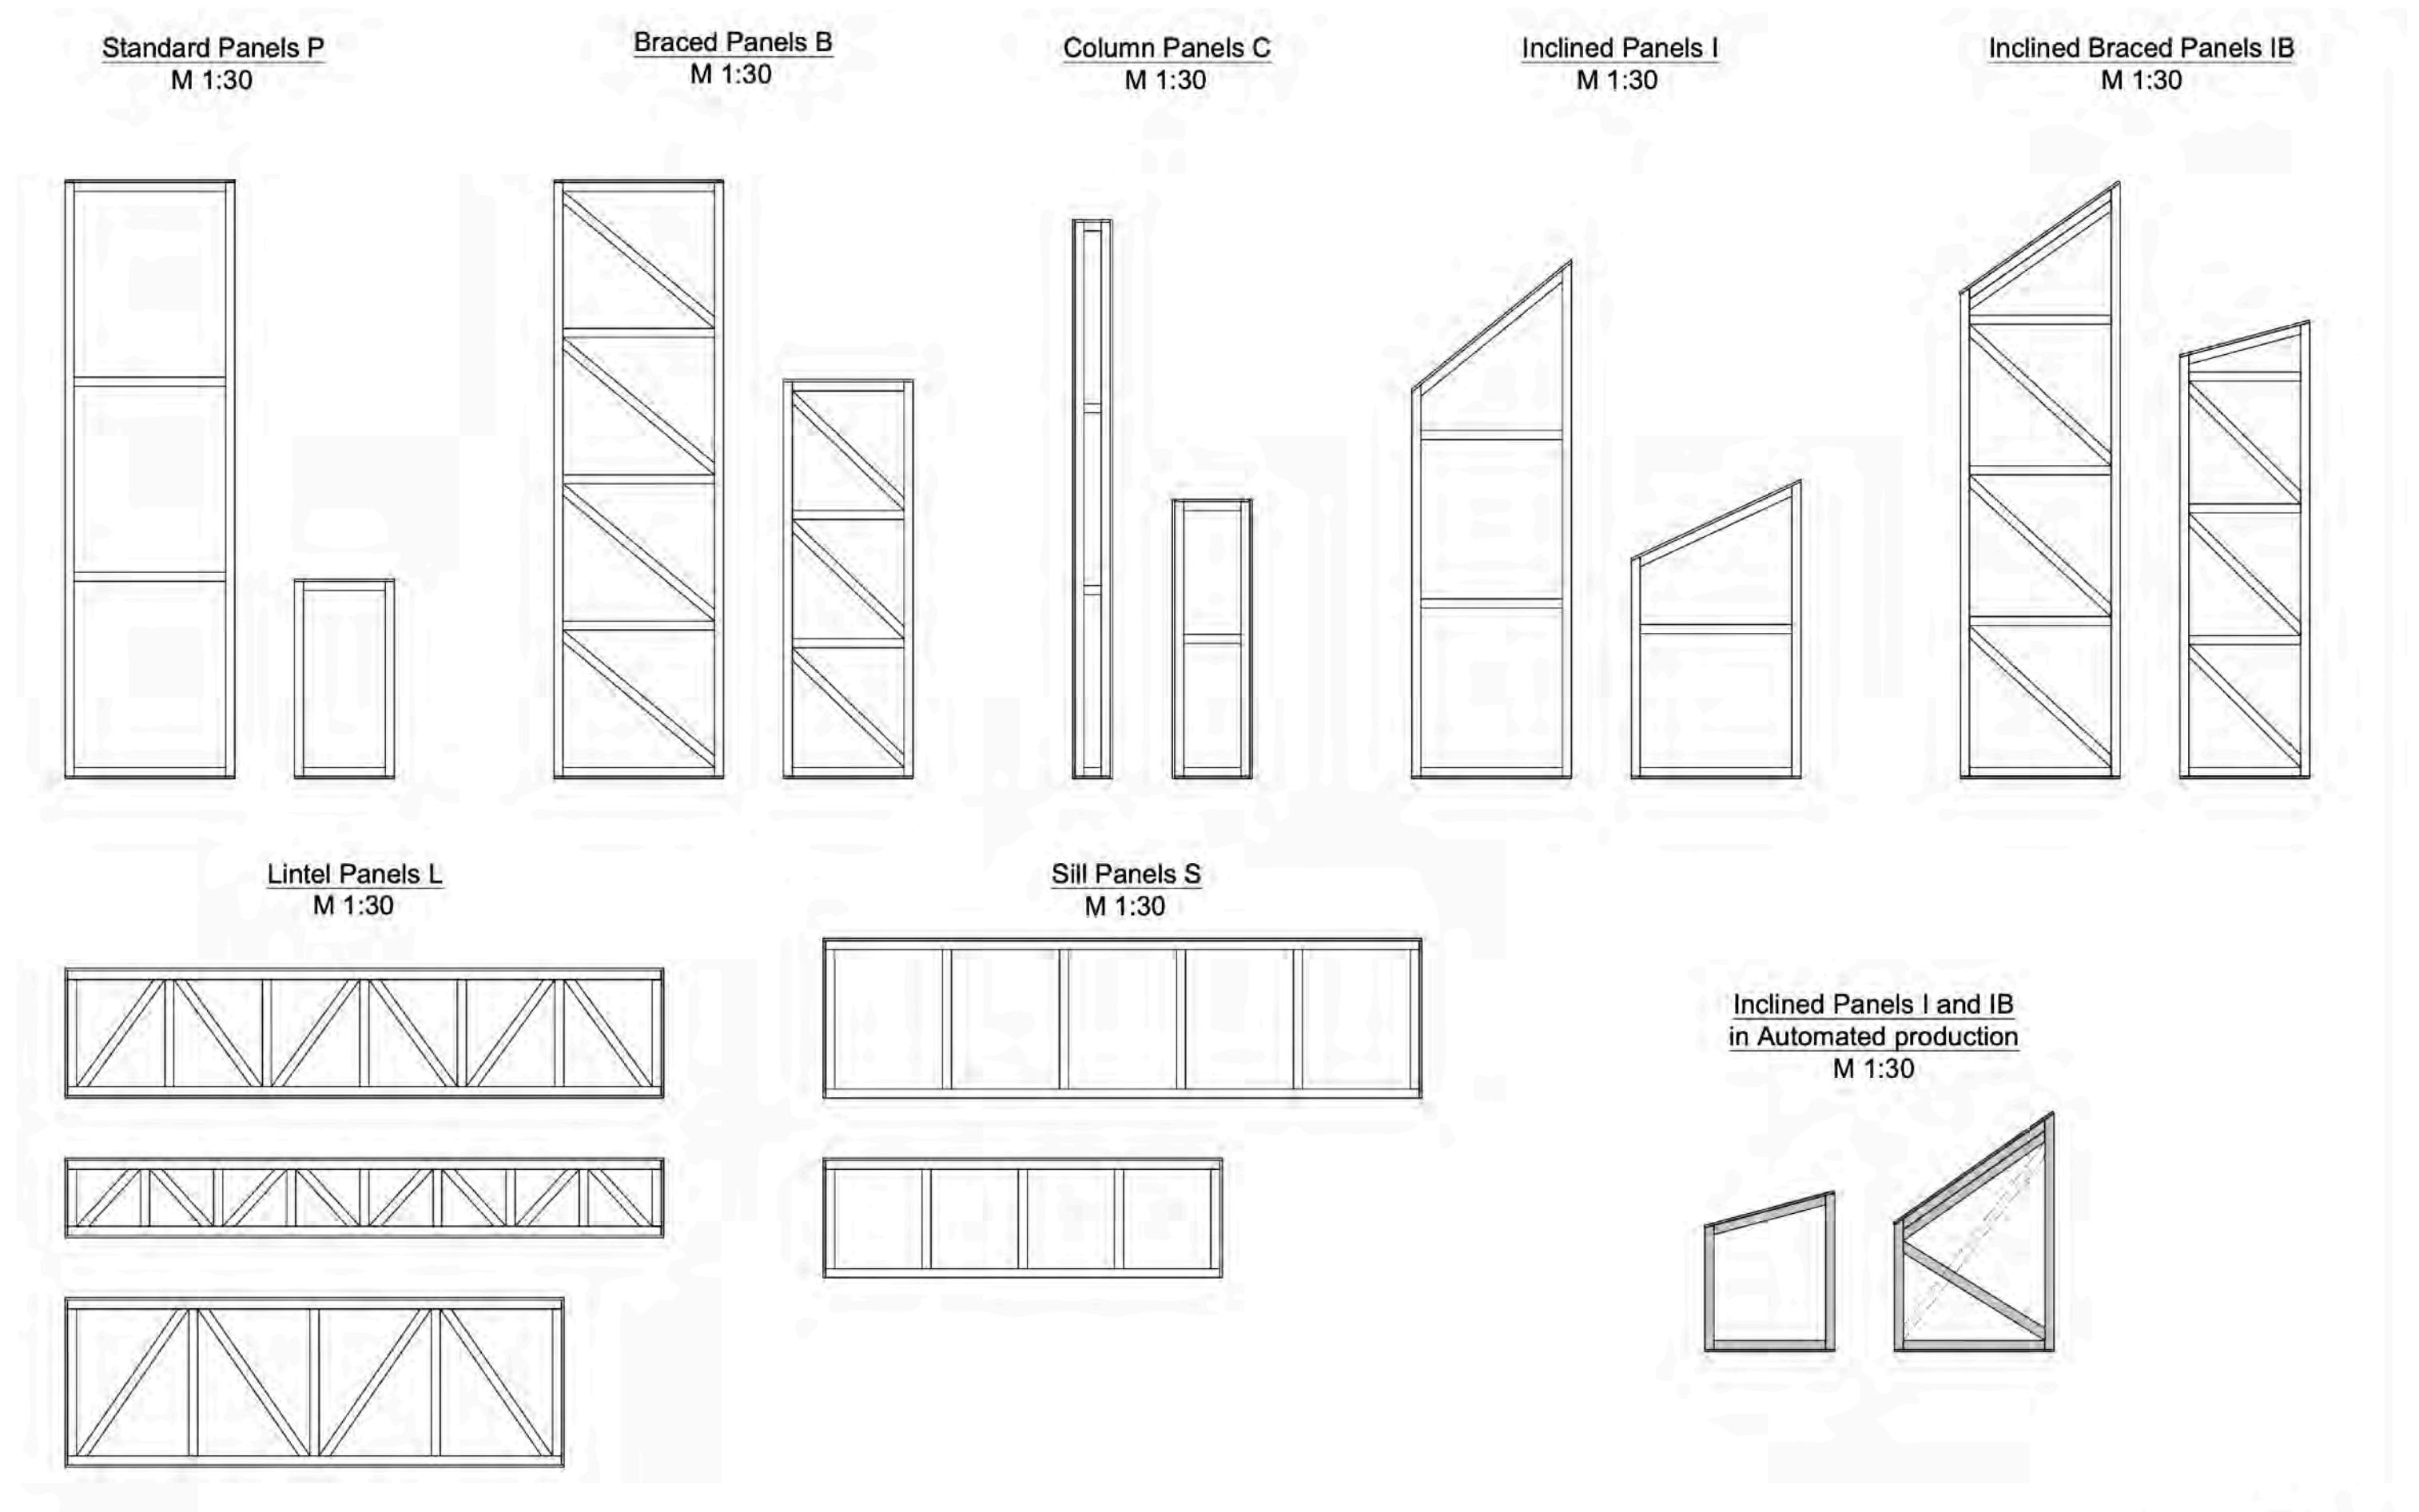 Standard Panels P
M 1:30
Braced Panels B
M 1:30
Column Panels C
M 1:30
Inclined Panels I
M 1:30
Inclined Braced Panels IB
M 1:30
Lintel Panels L
M 1:30
Sill Panels S
M 1:30
Inclined Panels I and IB
in Automated production
M 1:30